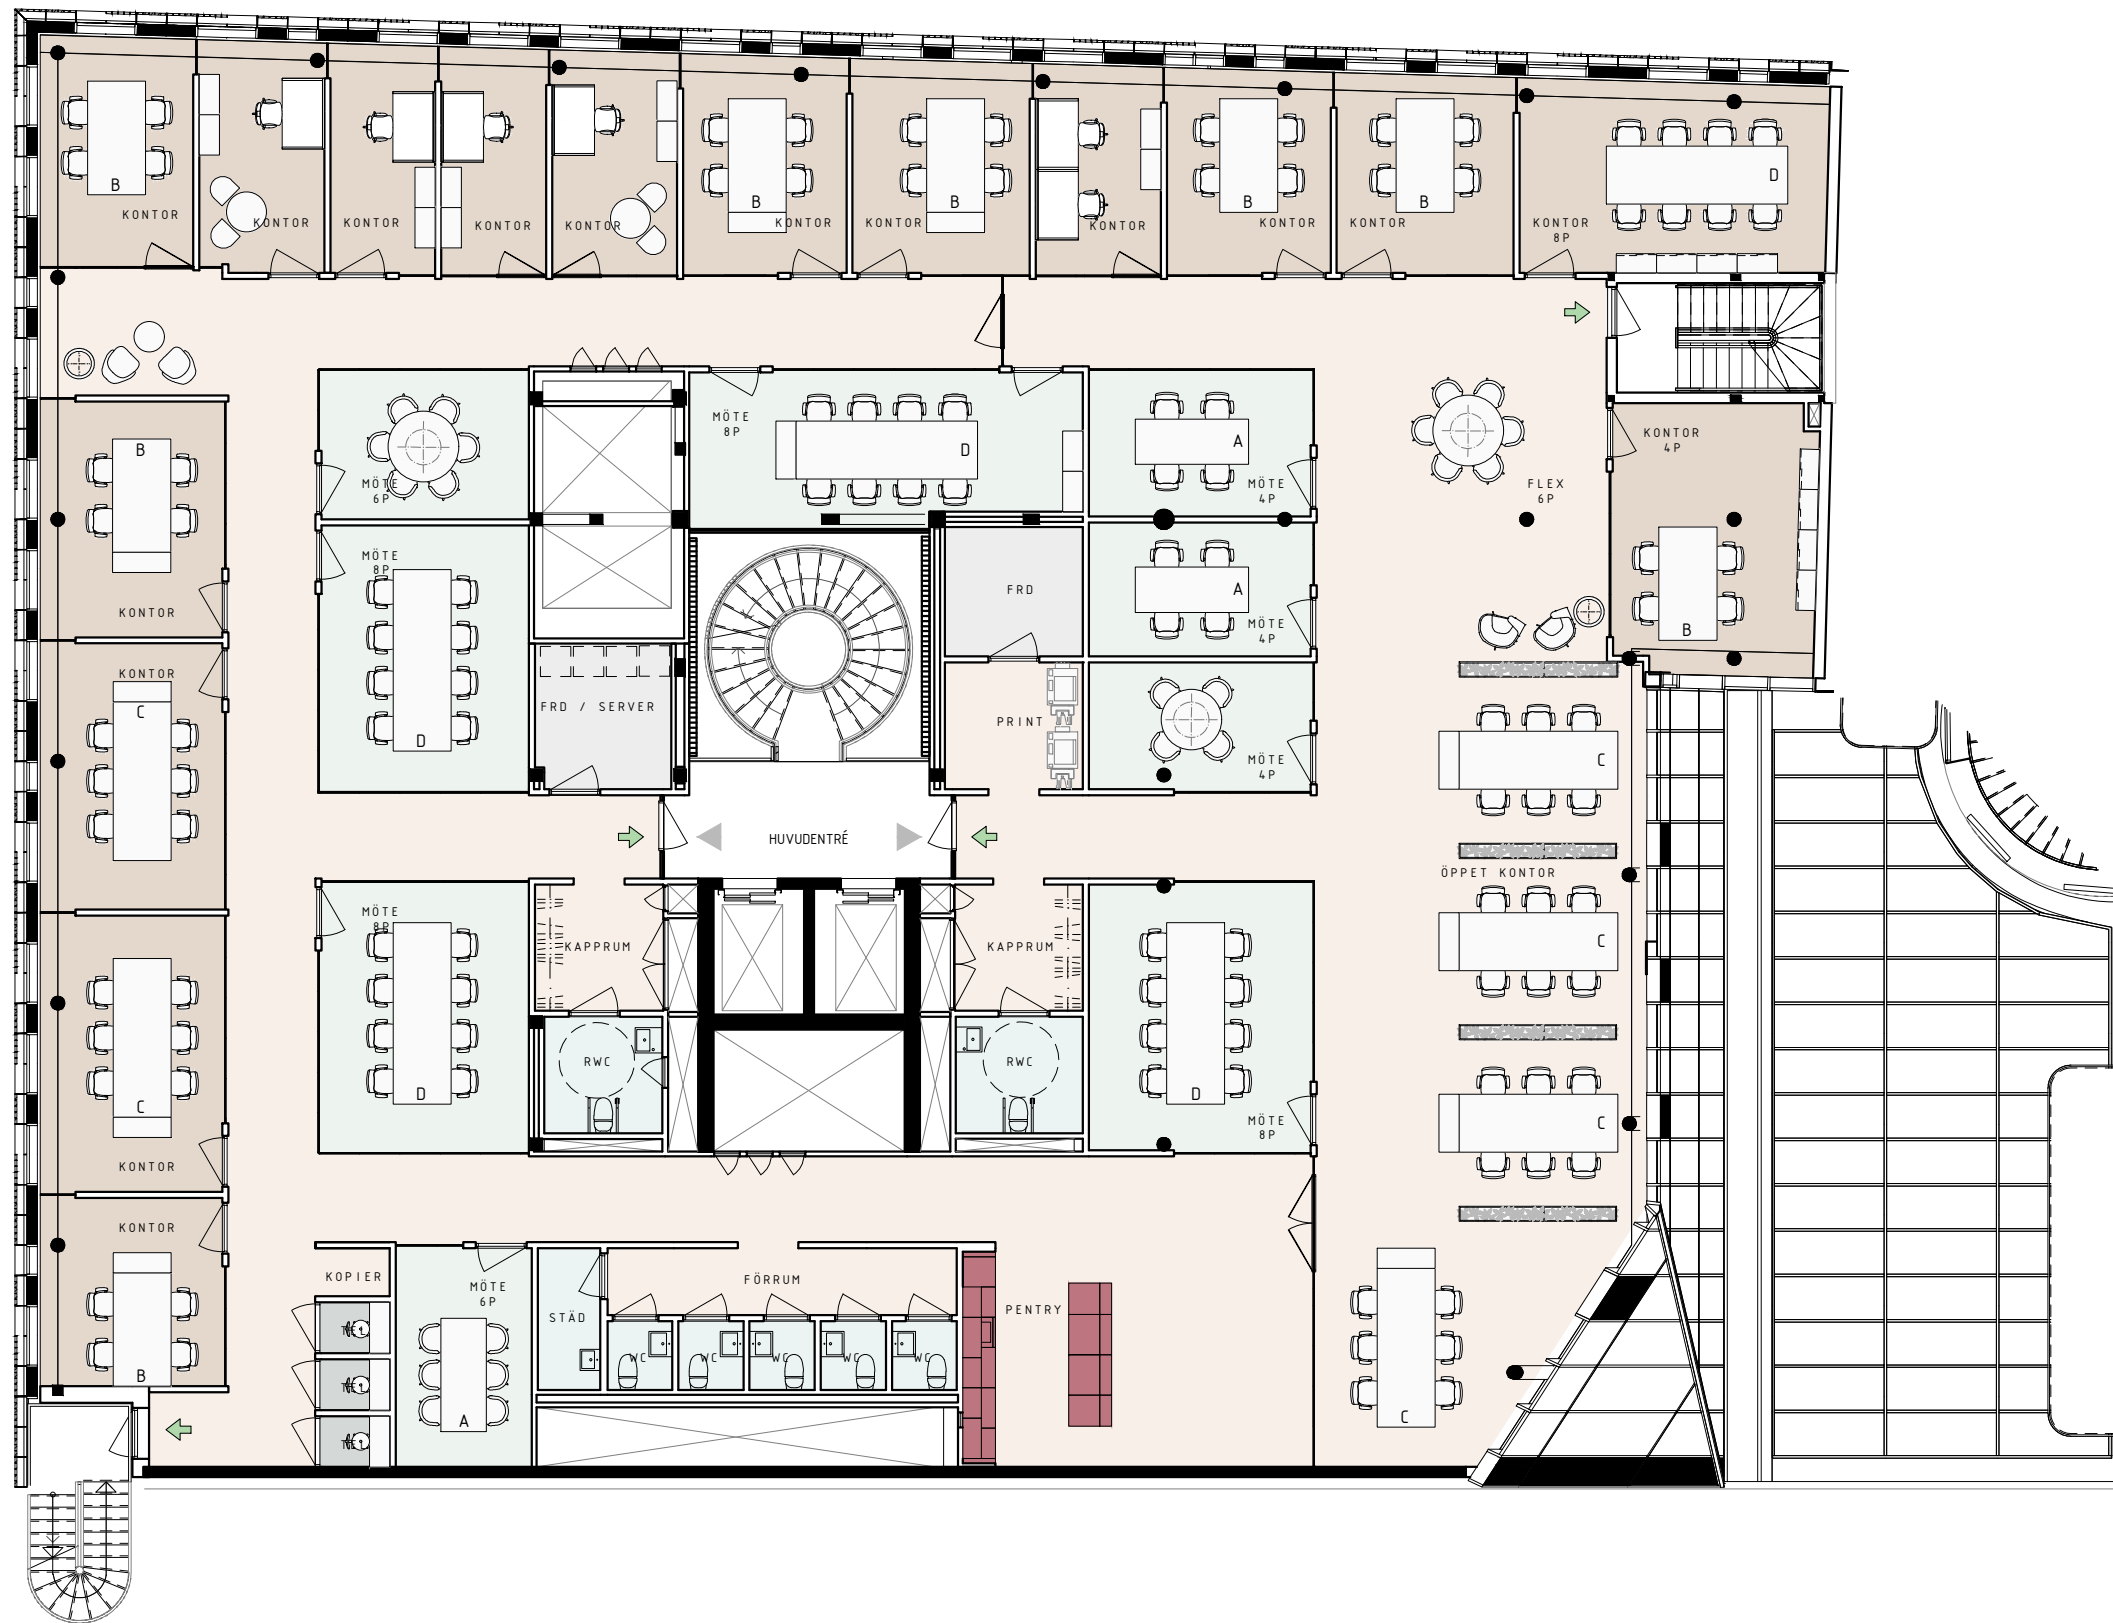 B
KONTOR
KONTOR
KONTOR
KONTOR
KONTOR
B
KONTOR
B
KONTOR
KONTOR
B
KONTOR
B
KONTOR
D
KONTOR
8P
B
KONTOR
MÖTE
6P
MÖTE
8P
D
A
MÖTE
4P
FLEX
6P
KONTOR
4P
B
MÖTE
8P
D
FRD
A
MÖTE
4P
KONTOR
C
FRD / SERVER
PRINT
MÖTE
4P
C
HUVUDENTRÉ
ÖPPET KONTOR
C
MÖTE
8P
D
KAPPRUM
KAPPRUM
RWC
RWC
D
MÖTE
8P
C
C
KONTOR
KONTOR
B
KOPIER
MÖTE
6P
A
STÄD
FÖRRUM
WC
WC
WC
WC
WC
PENTRY
C
TEL
TEL
TEL